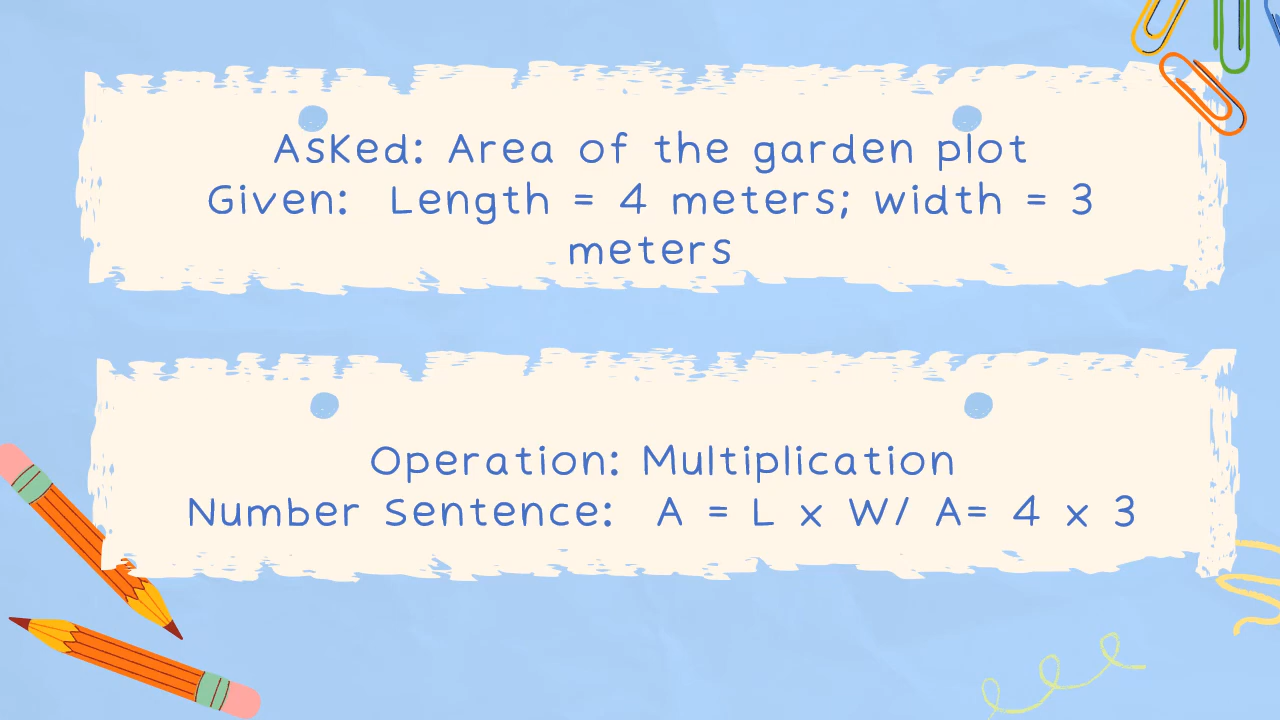 Asked: Area of the garden plot
Given: Length = 4 meters; width = 3
meters
Operation: Multiplication
Number Sentence: A = L x W/ A= 4 x 3